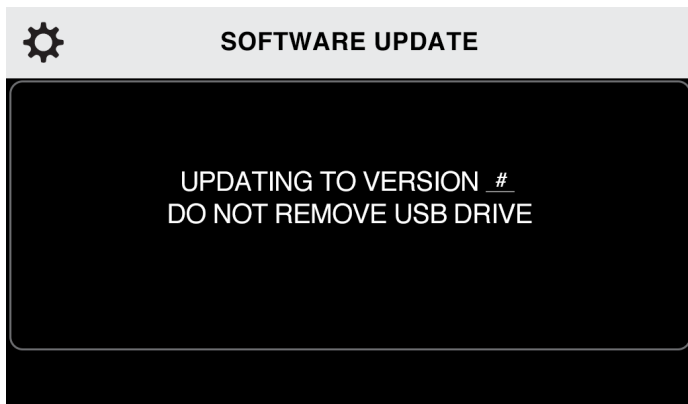 SOFTWARE UPDATE
UPDATING TO VERSION _#_
DO NOT REMOVE USB DRIVE